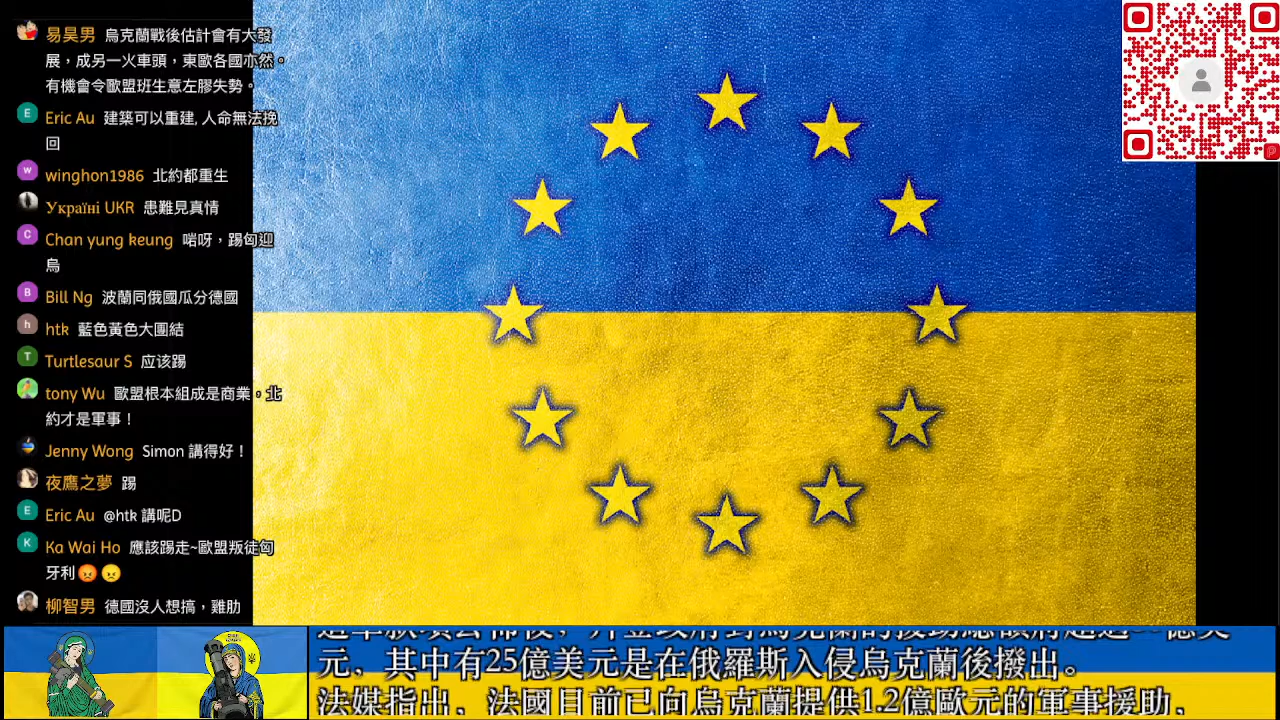 易昊男 烏克蘭戰後估計會有大發
展，成另一火車頭，東歐各國亦然。
有機會令歐盟班生意左膠失勢。
Eric Au 建築可以重建, 人命無法挽
回
winghon1986 北約都重生
Україні UKR 患難見真情
Chan yung keung 啱呀，踢匈迎
烏
Bill Ng 波蘭同俄國瓜分德國
htk 藍色黃色大團結
Turtlesaur S 应该踢
tony Wu 歐盟根本組成是商業。北
約才是軍事！
Jenny Wong Simon 講得好！
夜鷹之夢 踢
Eric Au @htk 講呢D
Ka Wai Ho 應該踢走~歐盟叛徒匈
牙利😡😠
柳智男 德國沒人想搞，雞肋
元，其中有25億美元是在俄羅斯入侵烏克蘭後撥出。
法媒指出，法國目前已向烏克蘭提供1.2億歐元的軍事援助，